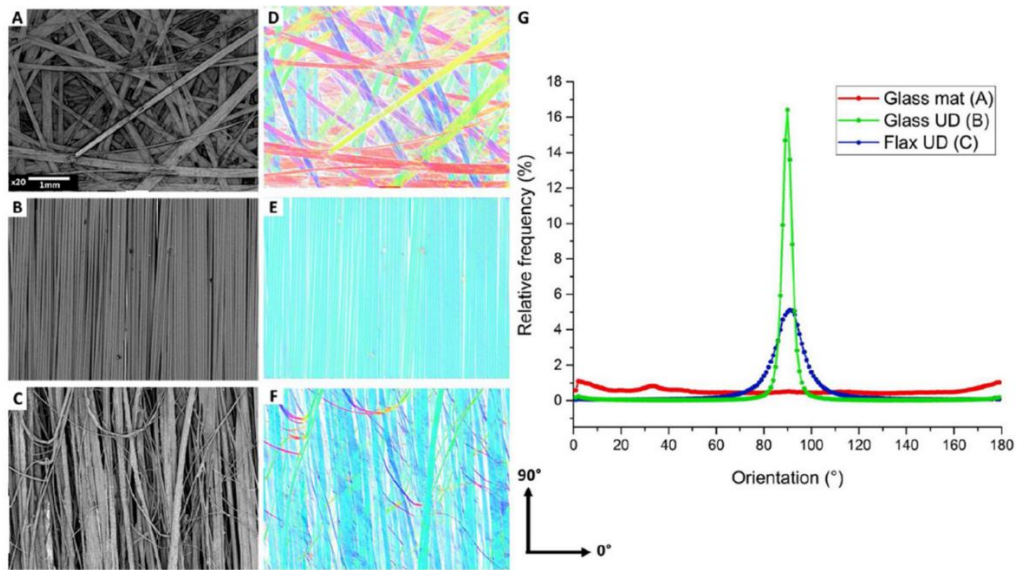 A
D
G
x20
1mm
B
E
C
F
18
16
14
12
10
8
6
4
2
0
Relative frequency (%)
Glass mat (A)
Glass UD (B)
Flax UD (C)
0 20 40 60 80 100 120 140 160 180
Orientation (°)
90°
0°